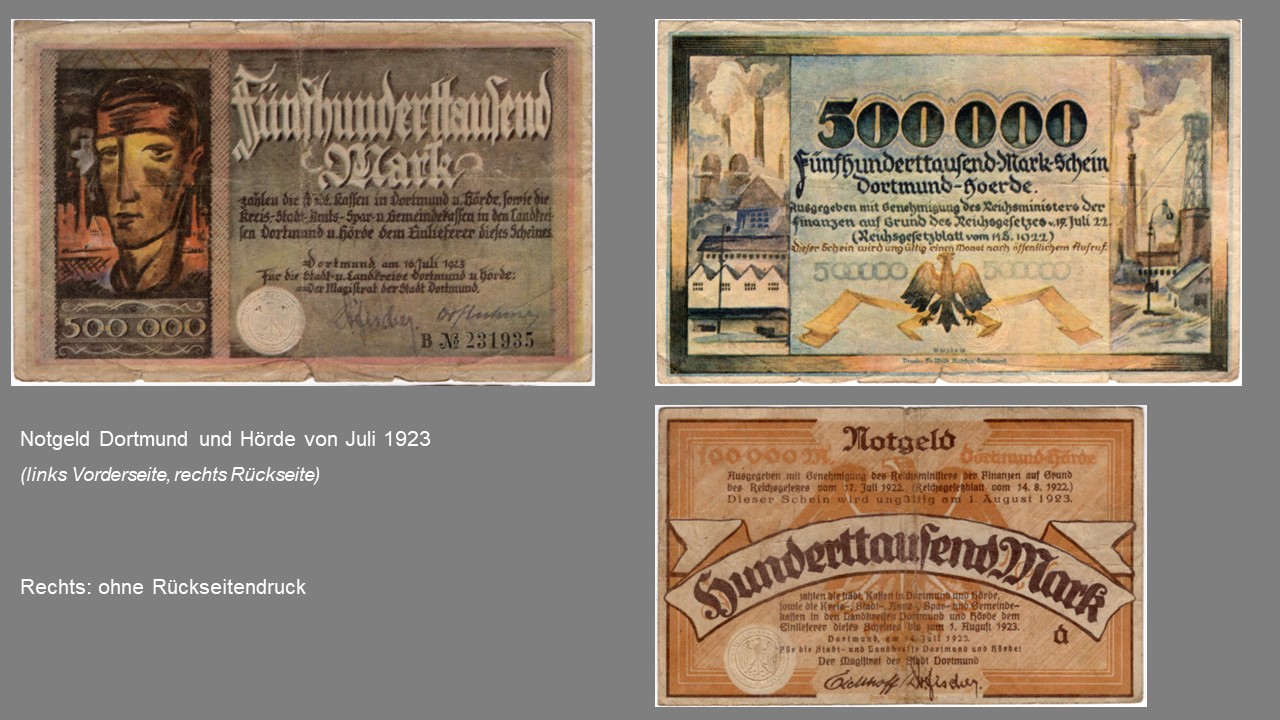 Fünfhunderttausend
Mark
zahlen die städt. Kassen in Dortmund u. Hörde, sowie die
Kreis-Stadt-Amts-Spar-u. Gemeindekassen in den Landkrei-
sen Dortmund u. Hörde dem Einlieferer dieses Scheines.
Dortmund am 16. Juli 1923
Für die Stadt-u. Landkreise Dortmund u. Hörde:
Der Magistrat der Stadt Dortmund.
500 000
B № 231935
500 000
Fünfhunderttausend-Mark-Schein
Dortmund-Hoerde.
Ausgegeben mit Genehmigung des Reichsministers der
Finanzen auf Grund des Reichsgesetzes v. 19. Juli 22.
(Reichsgesetzblatt vom 1922)
Dieser Schein wird ungültig einen Monat nach öffentlichem Aufruf.
500000 500000
Notgeld Dortmund und Hörde von Juli 1923
(links Vorderseite, rechts Rückseite)
Rechts: ohne Rückseitendruck
Notgeld
100 000 M. Dortmund-Hörde
Ausgegeben mit Genehmigung des Reichsministers der Finanzen auf Grund
des Reichsgesetzes vom 17. Juli 1922. (Reichsgesetzblatt vom 14. 8. 1922.)
Dieser Schein wird ungültig am 1. August 1923.
Hunderttausend Mark
zahlen die städt. Kassen in Dortmund und Hörde,
sowie die Kreis-, Stadt-, Amts-, Spar- und Gemeinde-
kassen in den Landkreisen Dortmund und Hörde dem
Einlieferer dieses Scheines bis zum 1. August 1923.
Dortmund, am Juli
Für die Stadt- und Landkreise Dortmund und Hörde:
Der Magistrat der Stadt Dortmund
Eichhoff Fischer.